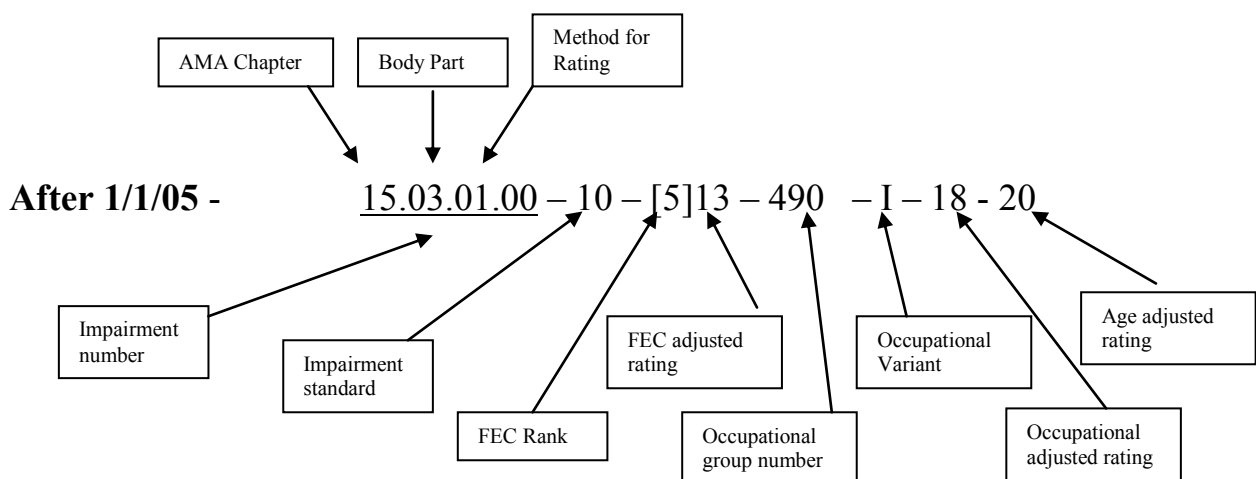 AMA Chapter
Body Part
Method for
Rating
After 1/1/05 - 15.03.01.00 – 10 – [5]13 – 490 – I – 18 - 20
Impairment
number
Impairment
standard
FEC Rank
FEC adjusted
rating
Occupational
group number
Occupational
Variant
Occupational
adjusted rating
Age adjusted
rating